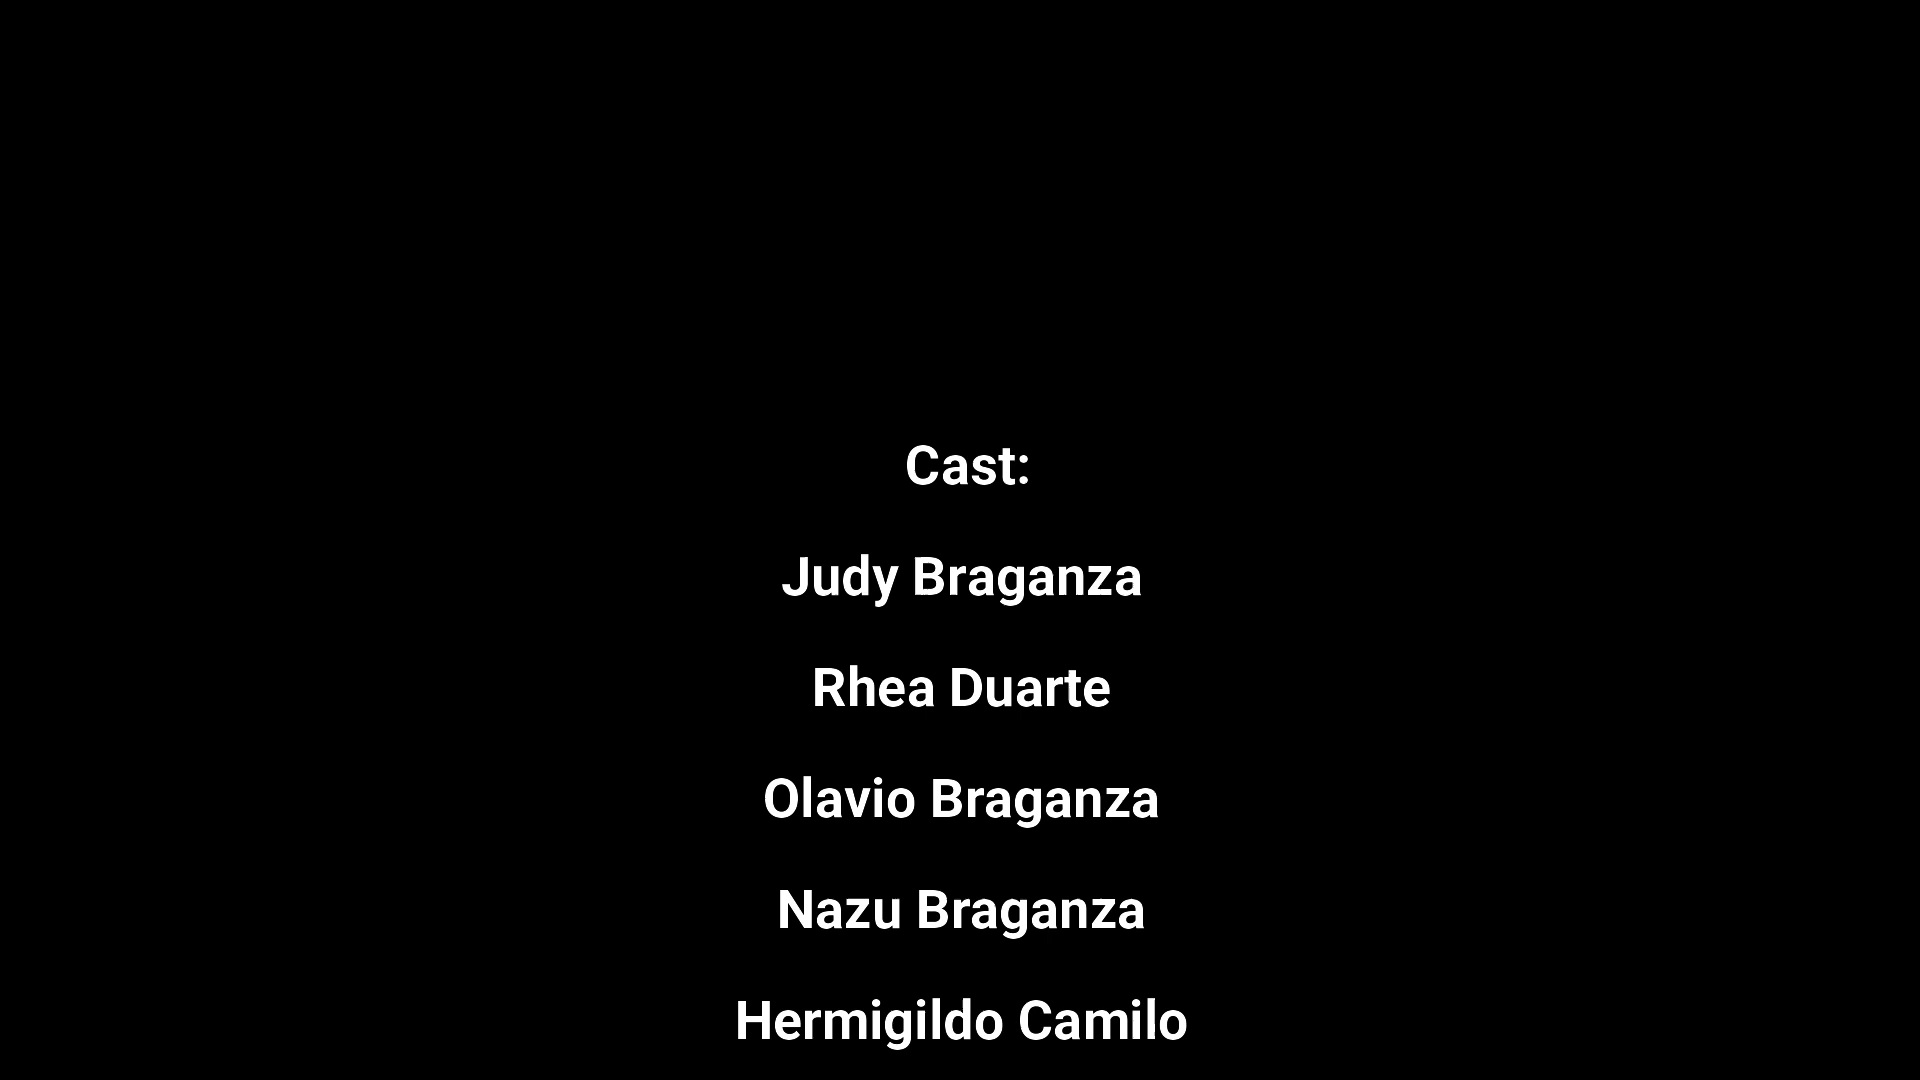 Cast:
Judy Braganza
Rhea Duarte
Olavio Braganza
Nazu Braganza
Hermigildo Camilo